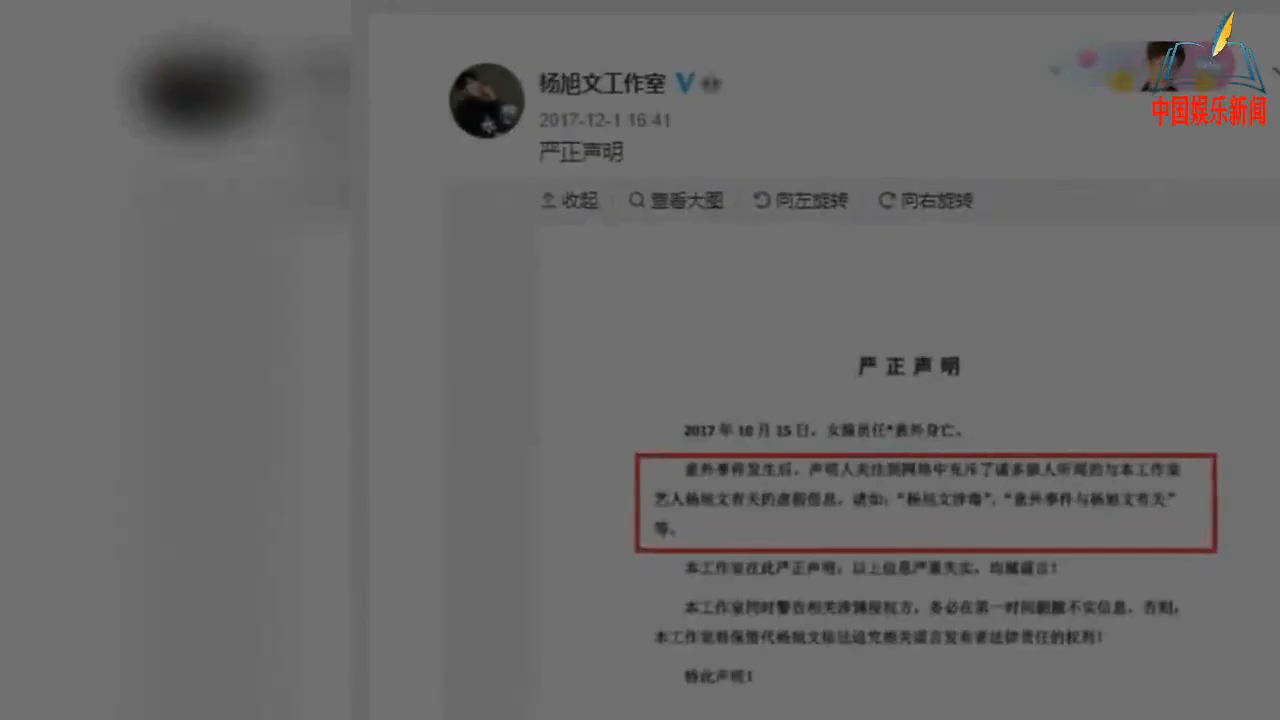 中国娱乐新闻
杨旭文工作室
2017-12-1 16:41
严正声明
收起 查看大图 向左旋转 向右旋转
严正声明
2017年10月15日，女演员任*意外身亡。
意外事件发生后，声明人关注到网络中充斥了诸多骇人听闻的与本工作室
艺人杨旭文有关的虚假信息，诸如：“杨旭文涉毒”，“意外事件与杨旭文有关”
等。
本工作室在此严正声明：以上信息严重失实，均属谣言！
本工作室同时警告相关涉嫌侵权方，务必在第一时间删除不实信息，否则，
本工作室将保留代杨旭文依法追究相关谣言发布者法律责任的权利！
特此声明！